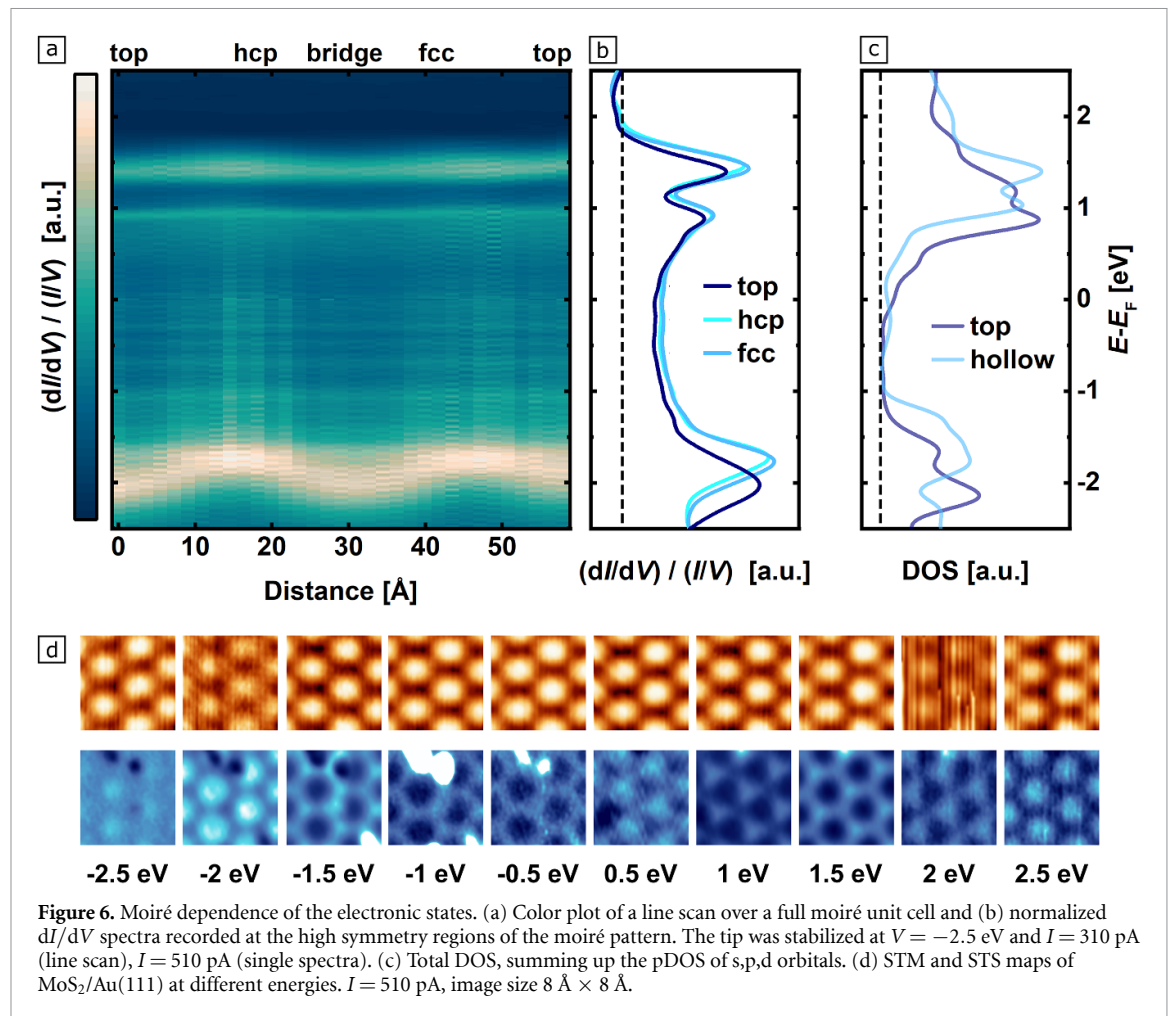 a
top hcp bridge fcc top
(dI/dV) / (I/V) [a.u.]
0 10 20 30 40 50
Distance [Å]
b
top
hcp
fcc
(dI/dV) / (I/V) [a.u.]
c
top
hollow
2
1
0
-1
-2
E-EF [eV]
DOS [a.u.]
d
-2.5 eV -2 eV -1.5 eV -1 eV -0.5 eV 0.5 eV 1 eV 1.5 eV 2 eV 2.5 eV
Figure 6. Moiré dependence of the electronic states. (a) Color plot of a line scan over a full moiré unit cell and (b) normalized
dI/dV spectra recorded at the high symmetry regions of the moiré pattern. The tip was stabilized at V = −2.5 eV and I = 310 pA
(line scan), I = 510 pA (single spectra). (c) Total DOS, summing up the pDOS of s,p,d orbitals. (d) STM and STS maps of
MoS₂/Au(111) at different energies. I = 510 pA, image size 8 Å × 8 Å.